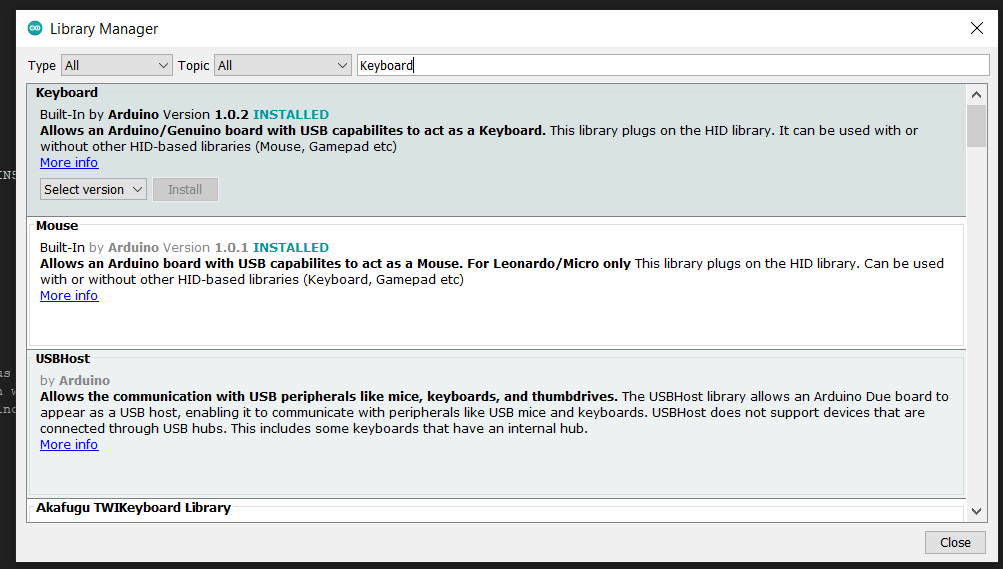 Library Manager
Type All Topic All Keyboard
Keyboard
Built-In by Arduino Version 1.0.2 INSTALLED
Allows an Arduino/Genuino board with USB capabilites to act as a Keyboard. This library plugs on the HID library. It can be used with or
without other HID-based libraries (Mouse, Gamepad etc)
More info
Select version Install
Mouse
Built-In by Arduino Version 1.0.1 INSTALLED
Allows an Arduino board with USB capabilites to act as a Mouse. For Leonardo/Micro only This library plugs on the HID library. Can be used
with or without other HID-based libraries (Keyboard, Gamepad etc)
More info
USBHost
by Arduino
Allows the communication with USB peripherals like mice, keyboards, and thumbdrives. The USBHost library allows an Arduino Due board to
appear as a USB host, enabling it to communicate with peripherals like USB mice and keyboards. USBHost does not support devices that are
connected through USB hubs. This includes some keyboards that have an internal hub.
More info
Akafugu TWIKeyboard Library
Close